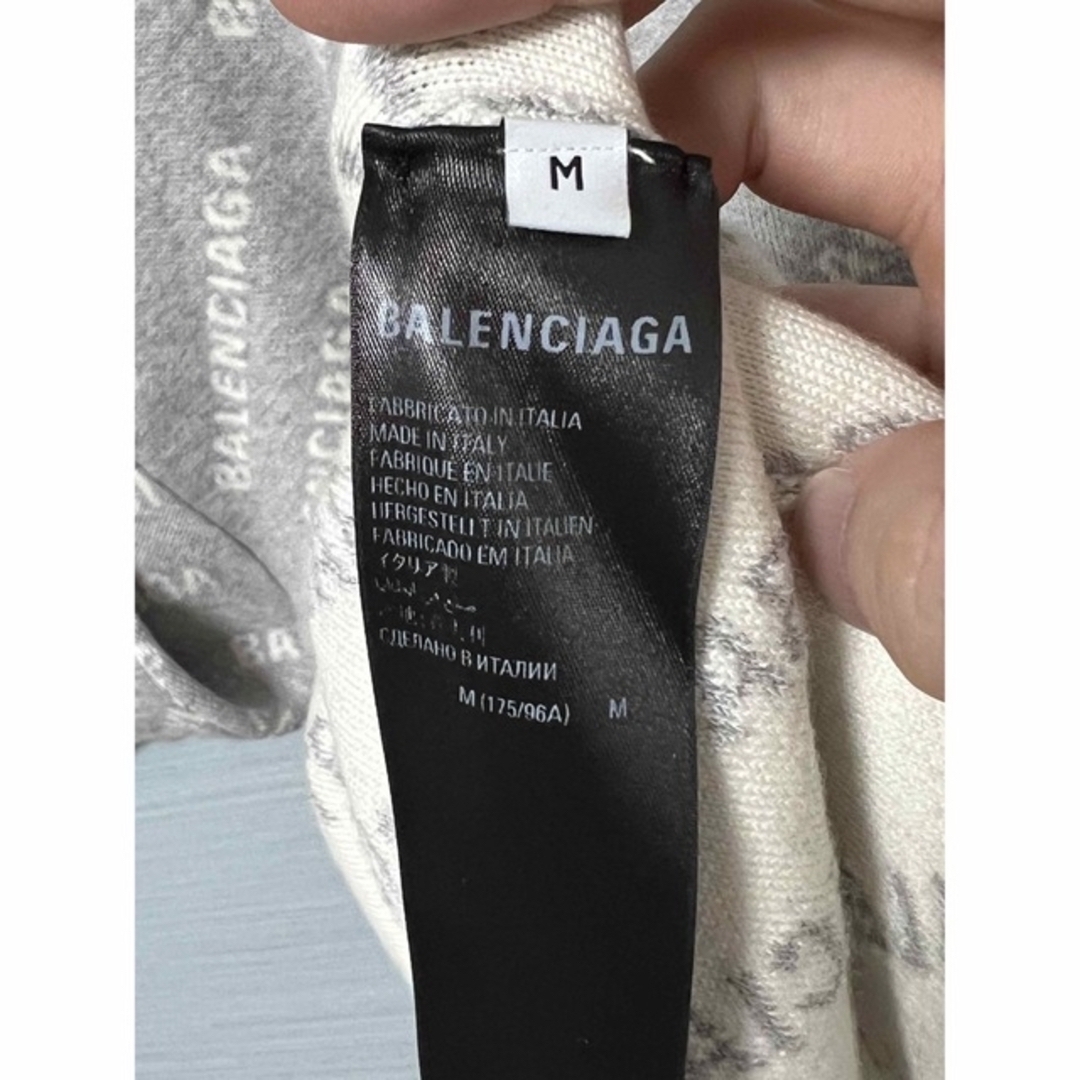 M
BALENCIAGA
BALENCIAGA
FABBRICATO IN ITALIA
MADE IN ITALY
FABRIQUE EN ITALIE
HECHO EN ITALIA
HERGESTELLT IN ITALIEN
FABRICADO EM ITALIA
イタリア製
СДЕЛАНО В ИТАЛИИ
M (175/96A) M